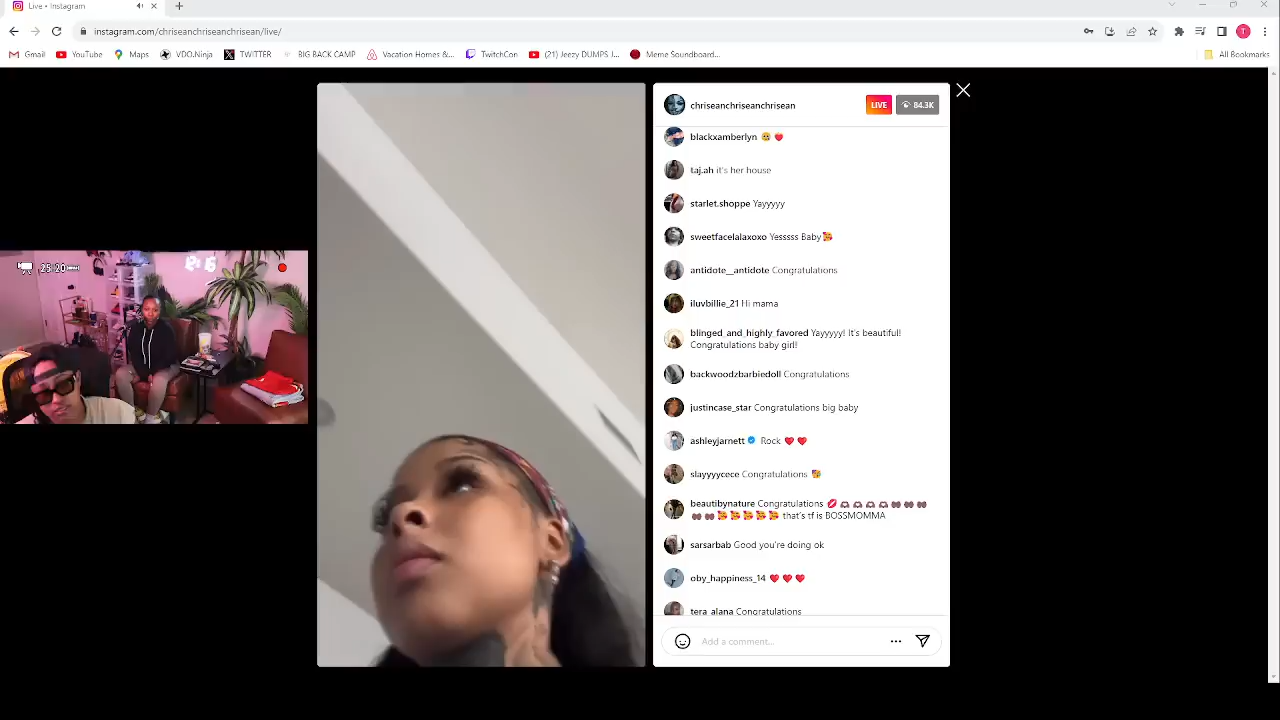 Live • Instagram
instagram.com/chriseanchriseanchrisean/live/
Gmail
YouTube
Maps
VDO.Ninja
TWITTER
BIG BACK CAMP
Vacation Homes &...
TwitchCon
(21) Jeezy DUMPS J...
Meme Soundboard...
All Bookmarks
chriseanchriseanchrisean
LIVE
84.3K
blackxamberlyn 😬 🍎
taj.ah it's her house
starlet.shoppe Yayyyyy
sweetfacelalaxoxo Yesssss Baby🥰
antidote__antidote Congratulations
iluvbillie_21 Hi mama
blinged_and_highly_favored Yayyyyy! It's beautiful!
Congratulations baby girl!
backwoodzbarbiedoll Congratulations
justincase_star Congratulations big baby
ashleyjarnett Rock ❤️ ❤️
slayyyycece Congratulations 🥳
beautibynature Congratulations 💋 🫶🏾 🫶🏾 🫶🏾 🫶🏾 🤎 🤎 🤎
🤎 🤎 🥰 🥰 🥰 🥰 🥰 that's tf is BOSSMOMMA
sarsarbab Good you're doing ok
oby_happiness_14 ❤️ ❤️ ❤️
tera_alana Congratulations
Add a comment...
25 20